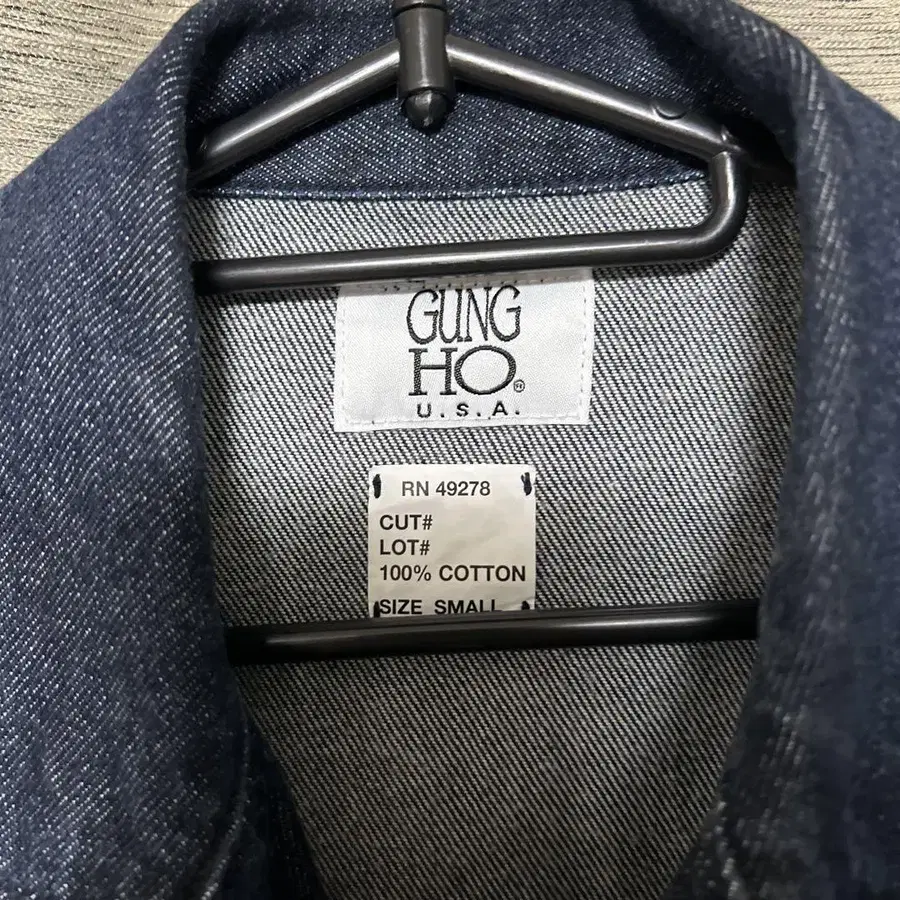 GUNG
HO®
U.S.A.
RN 49278
CUT#
LOT#
100% COTTON
SIZE SMALL